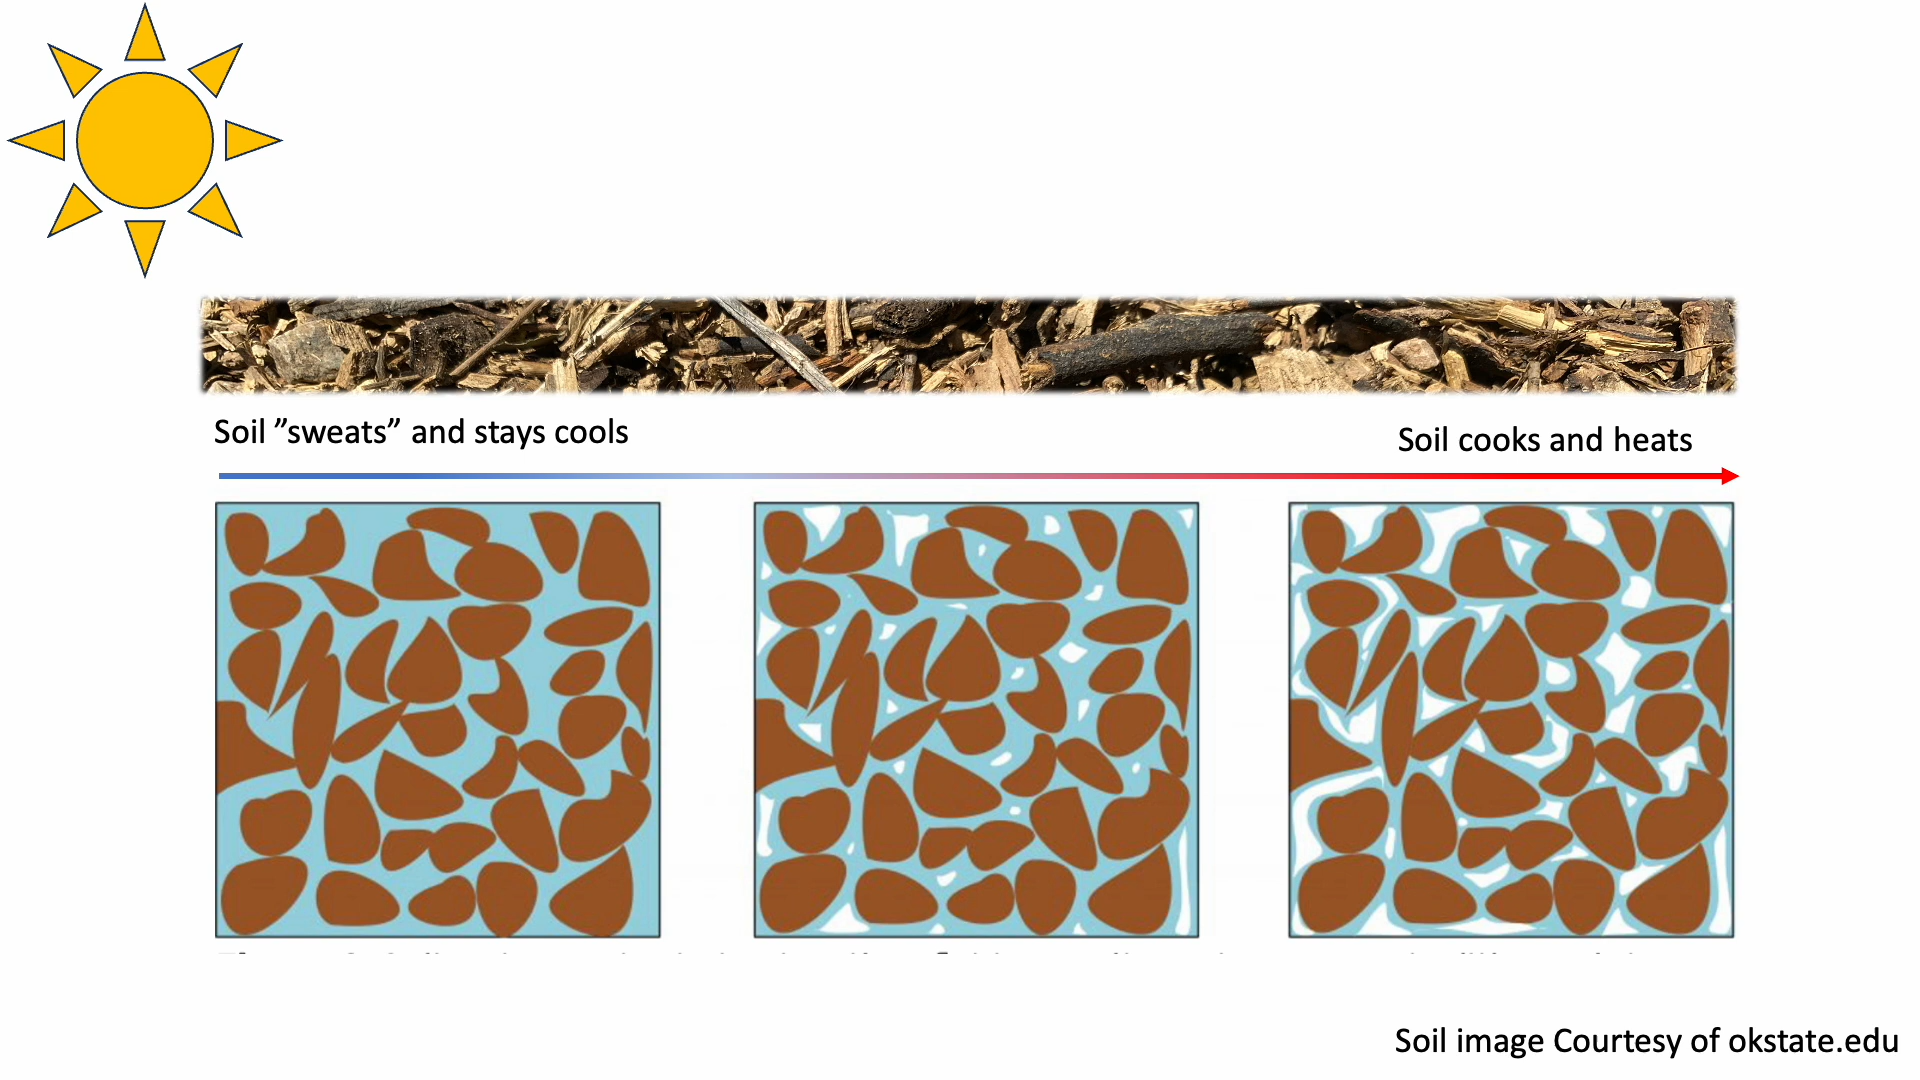 Soil ”sweats” and stays cools
Soil cooks and heats
Soil image Courtesy of okstate.edu